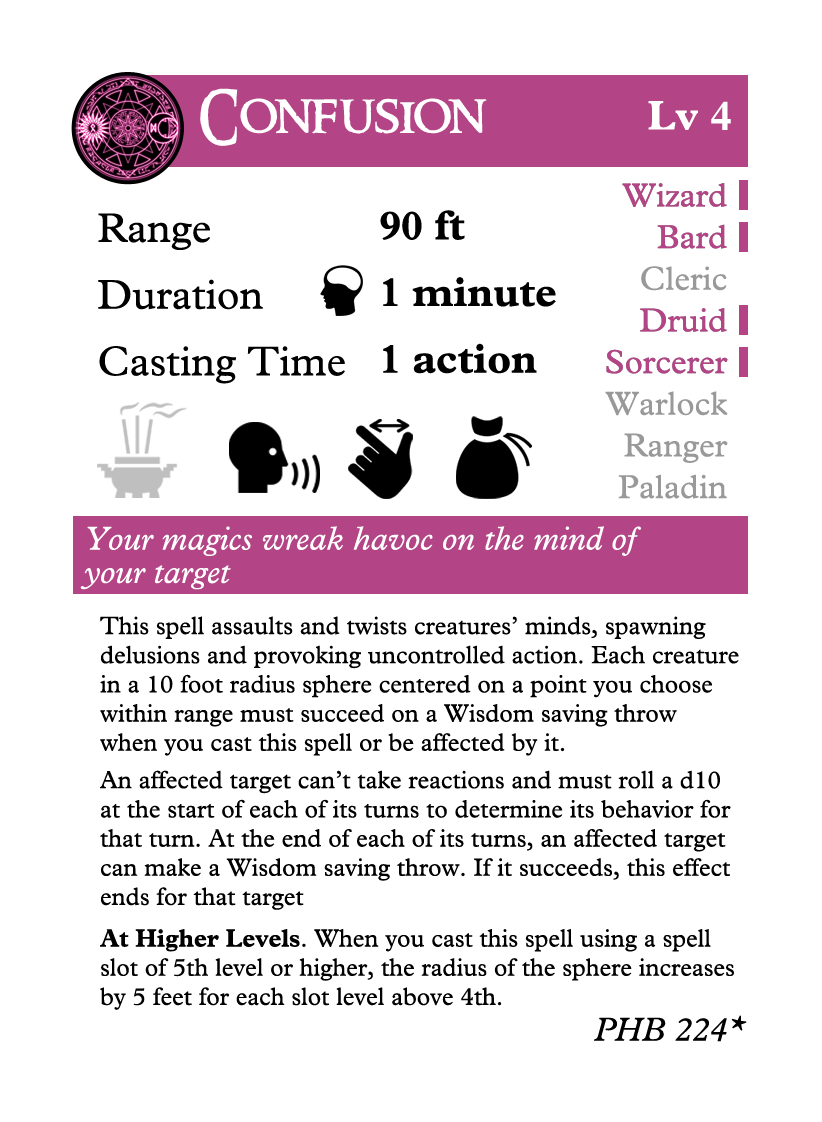 CONFUSION Lv 4
Wizard
Range 90 ft
Bard
Cleric
Duration 1 minute
Druid
Casting Time 1 action
Sorcerer
Warlock
Ranger
Paladin
Your magics wreak havoc on the mind of
your target
This spell assaults and twists creatures’ minds, spawning
delusions and provoking uncontrolled action. Each creature
in a 10 foot radius sphere centered on a point you choose
within range must succeed on a Wisdom saving throw
when you cast this spell or be affected by it.
An affected target can’t take reactions and must roll a d10
at the start of each of its turns to determine its behavior for
that turn. At the end of each of its turns, an affected target
can make a Wisdom saving throw. If it succeeds, this effect
ends for that target
At Higher Levels. When you cast this spell using a spell
slot of 5th level or higher, the radius of the sphere increases
by 5 feet for each slot level above 4th.
PHB 224*